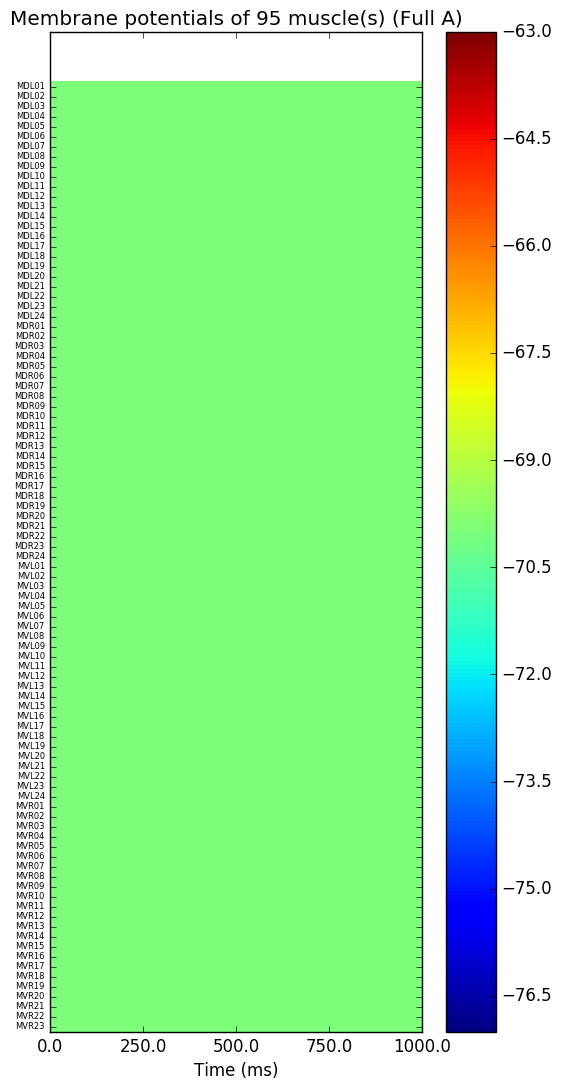 Membrane potentials of 95 muscle(s) (Full A)
MDL01
MDL02
MDL03
MDL04
MDL05
MDL06
MDL07
MDL08
MDL09
MDL10
MDL11
MDL12
MDL13
MDL14
MDL15
MDL16
MDL17
MDL18
MDL19
MDL20
MDL21
MDL22
MDL23
MDL24
MDR01
MDR02
MDR03
MDR04
MDR05
MDR06
MDR07
MDR08
MDR09
MDR10
MDR11
MDR12
MDR13
MDR14
MDR15
MDR16
MDR17
MDR18
MDR19
MDR20
MDR21
MDR22
MDR23
MDR24
MVL01
MVL02
MVL03
MVL04
MVL05
MVL06
MVL07
MVL08
MVL09
MVL10
MVL11
MVL12
MVL13
MVL14
MVL15
MVL16
MVL17
MVL18
MVL19
MVL20
MVL21
MVL22
MVL23
MVL24
MVR01
MVR02
MVR03
MVR04
MVR05
MVR06
MVR07
MVR08
MVR09
MVR10
MVR11
MVR12
MVR13
MVR14
MVR15
MVR16
MVR17
MVR18
MVR19
MVR20
MVR21
MVR22
MVR23
0.0 250.0 500.0 750.0 1000.0
Time (ms)
−63.0
−64.5
−66.0
−67.5
−69.0
−70.5
−72.0
−73.5
−75.0
−76.5